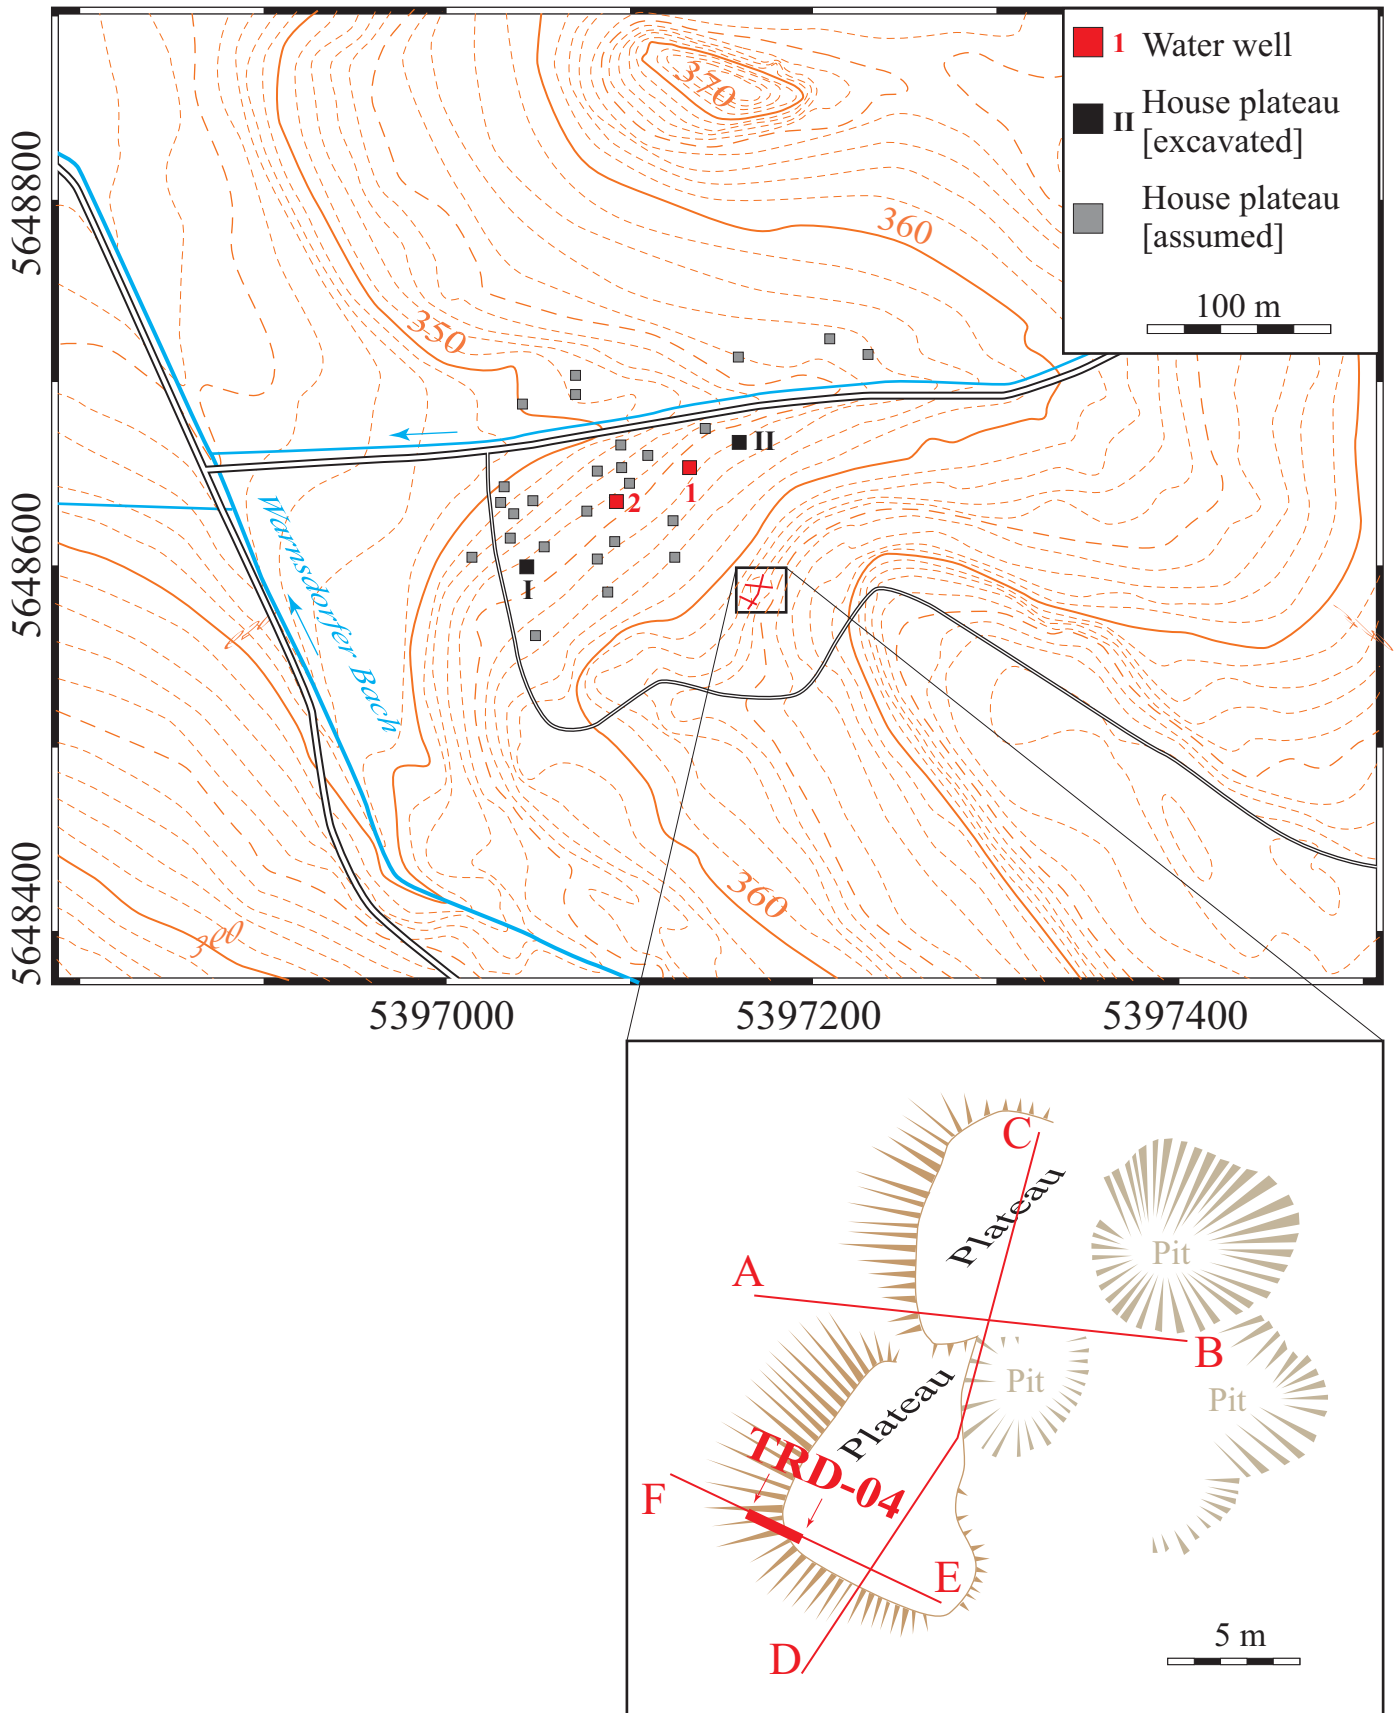 1 Water well
II House plateau
[excavated]
House plateau
[assumed]
100 m
370
360
350
5648800
5648600
5648400
II
1
2
I
Warnsdorfer Bach
360
360
5397000
5397200
5397400
C
Plateau
Pit
A
B
Pit
Pit
Plateau
TRD-04
F
E
D
5 m